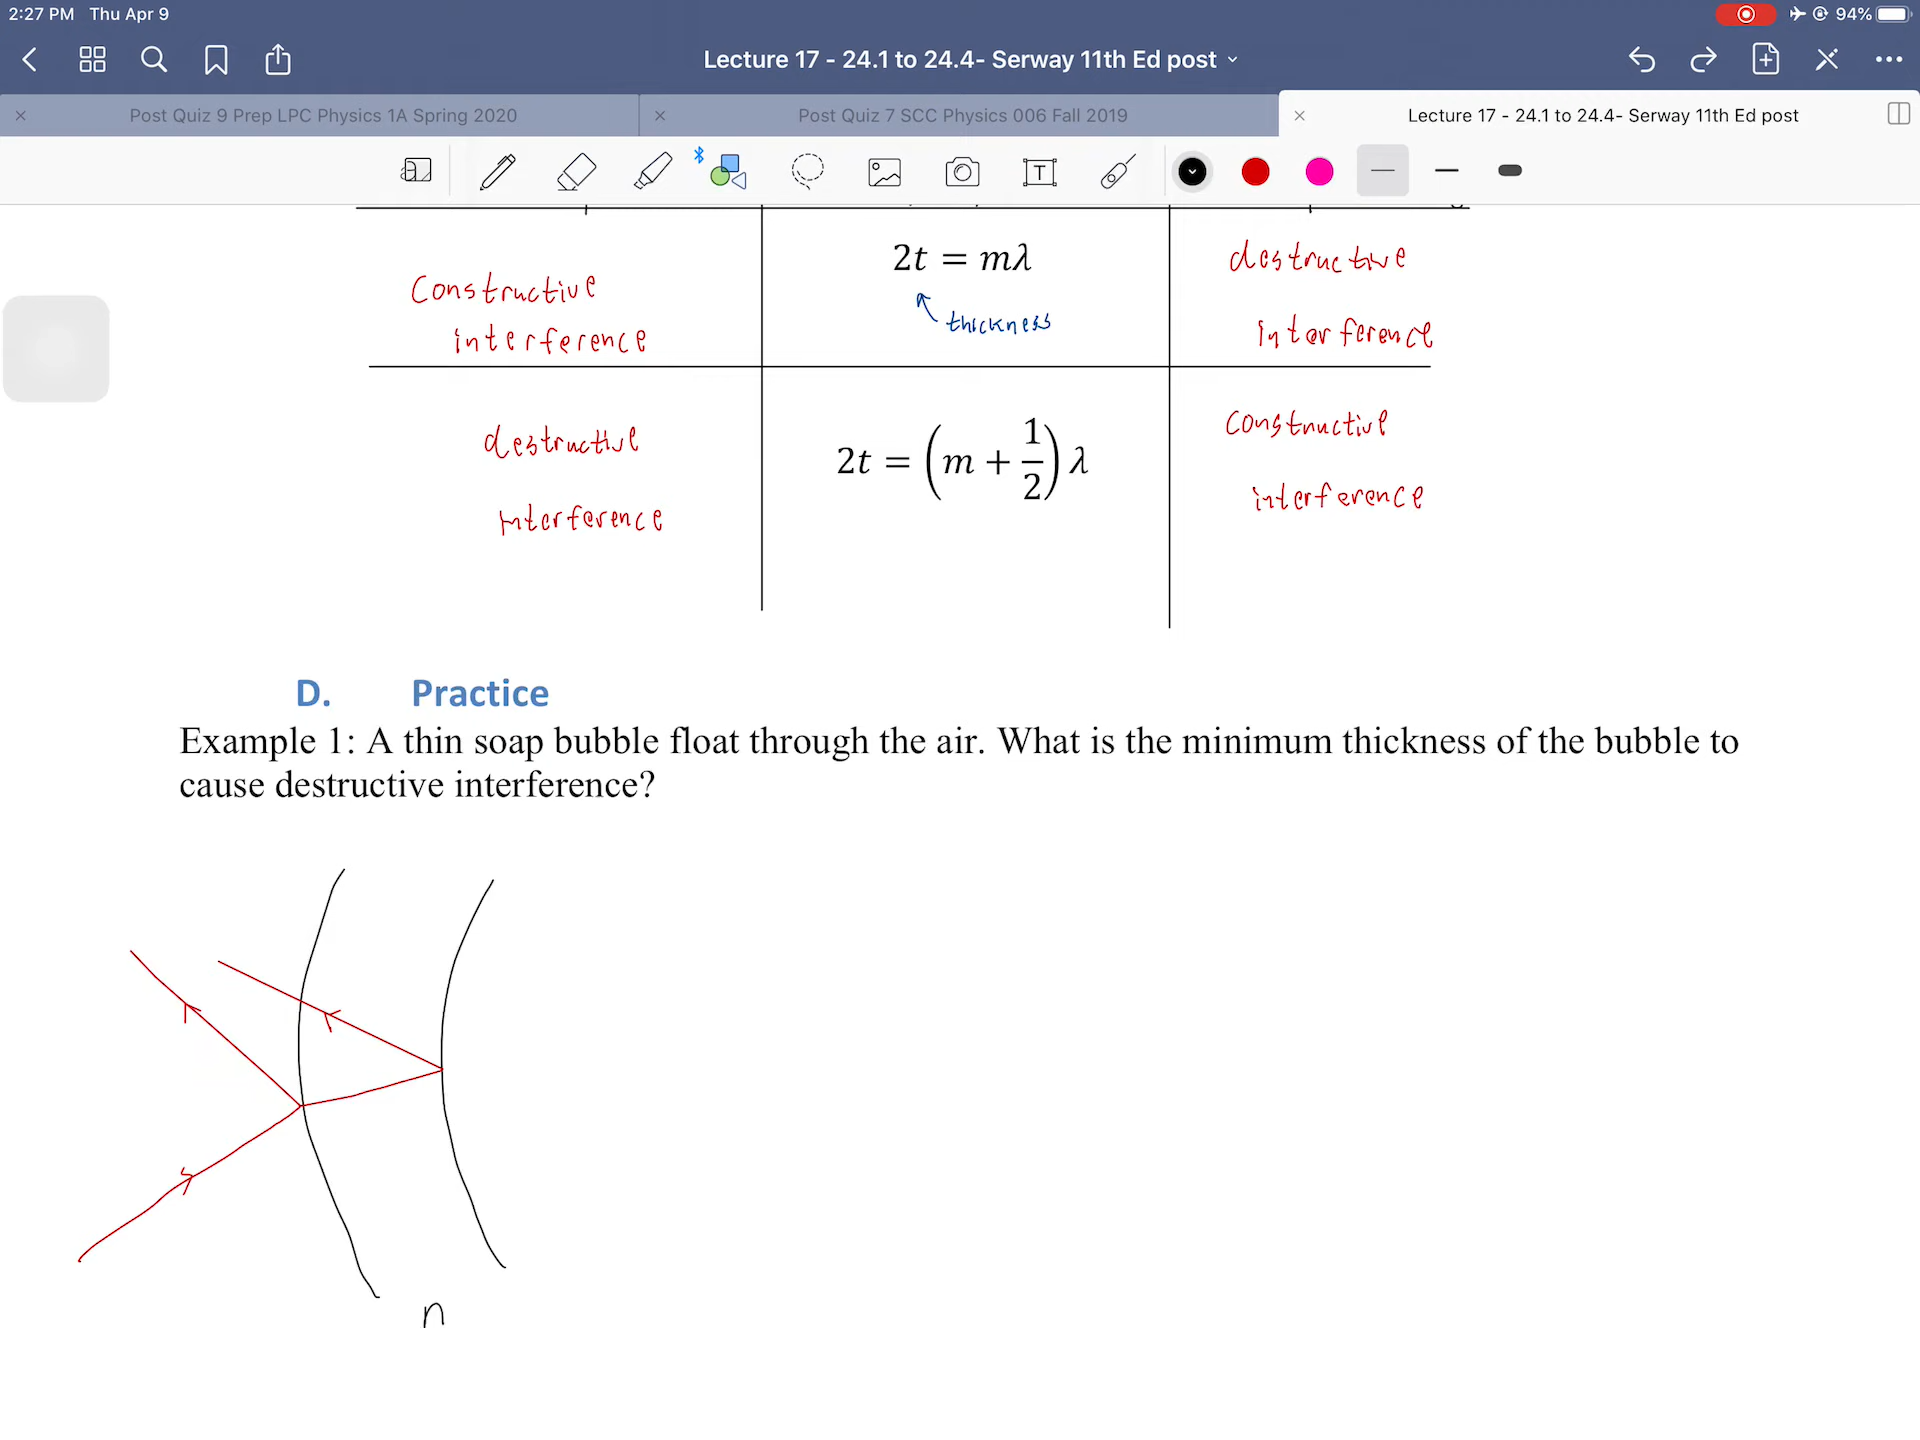 2:27 PM Thu Apr 9
94%
Lecture 17 - 24.1 to 24.4- Serway 11th Ed post
Post Quiz 9 Prep LPC Physics 1A Spring 2020
Post Quiz 7 SCC Physics 006 Fall 2019
Lecture 17 - 24.1 to 24.4- Serway 11th Ed post
T
Constructive
interference
2t = mλ
thickness
destructive
Interference
destructive
Interference
2t = (m + 1/2) λ
Constructive
interference
D. Practice
Example 1: A thin soap bubble float through the air. What is the minimum thickness of the bubble to
cause destructive interference?
n